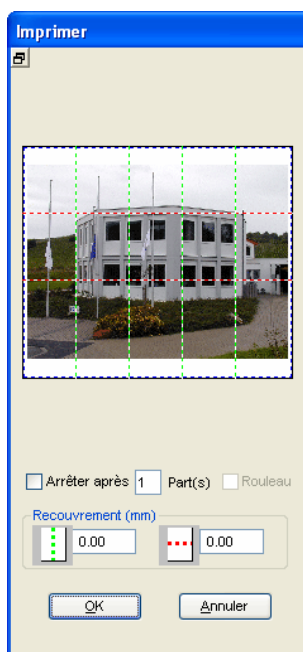 Imprimer
Arrêter après 1 Part(s) Rouleau
Recouvrement (mm)
0.00 0.00
OK Annuler